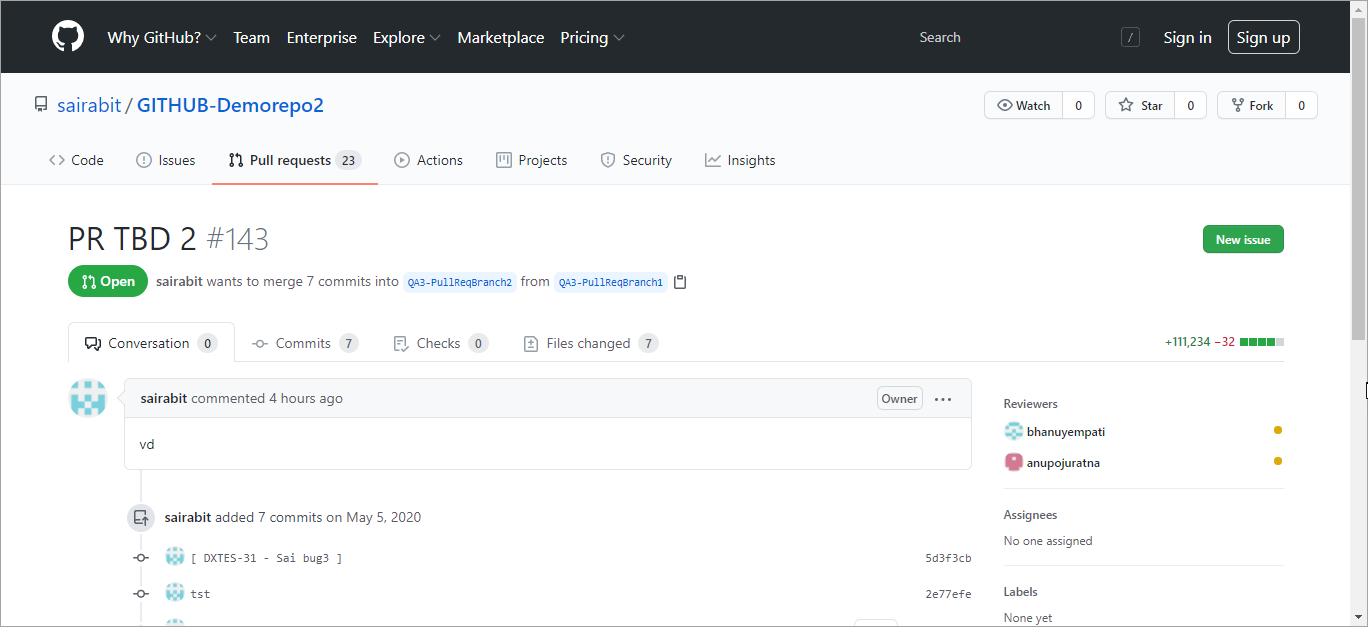 Why GitHub? Team Enterprise Explore Marketplace Pricing Search / Sign in Sign up
sairabit / GITHUB-Demorepo2 Watch 0 Star 0 Fork 0
Code Issues Pull requests 23 Actions Projects Security Insights
PR TBD 2 #143 New issue
Open sairabit wants to merge 7 commits into QA3-PullReqBranch2 from QA3-PullReqBranch1
Conversation 0 Commits 7 Checks 0 Files changed 7 +111,234 −32
sairabit commented 4 hours ago Owner ...
vd
Reviewers
bhanuyempati
anupojuratna
sairabit added 7 commits on May 5, 2020
[ DXTES-31 - Sai bug3 ] 5d3f3cb
tst 2e77efe
Assignees
No one assigned
Labels
None yet